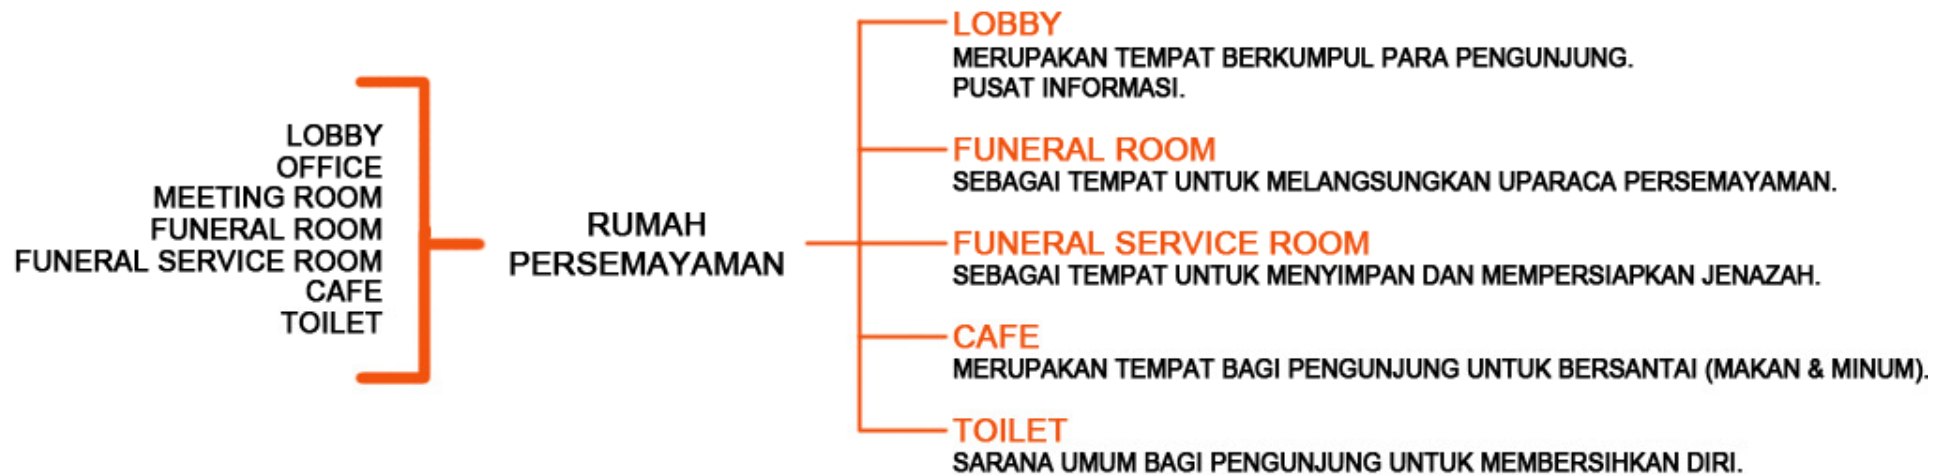 LOBBY
OFFICE
MEETING ROOM
FUNERAL ROOM
FUNERAL SERVICE ROOM
CAFE
TOILET
RUMAH
PERSEMAYAMAN
LOBBY
MERUPAKAN TEMPAT BERKUMPUL PARA PENGUNJUNG.
PUSAT INFORMASI.
FUNERAL ROOM
SEBAGAI TEMPAT UNTUK MELANGSUNGKAN UPARACA PERSEMAYAMAN.
FUNERAL SERVICE ROOM
SEBAGAI TEMPAT UNTUK MENYIMPAN DAN MEMPERSIAPKAN JENAZAH.
CAFE
MERUPAKAN TEMPAT BAGI PENGUNJUNG UNTUK BERSANTAI (MAKAN & MINUM).
TOILET
SARANA UMUM BAGI PENGUNJUNG UNTUK MEMBERSIHKAN DIRI.